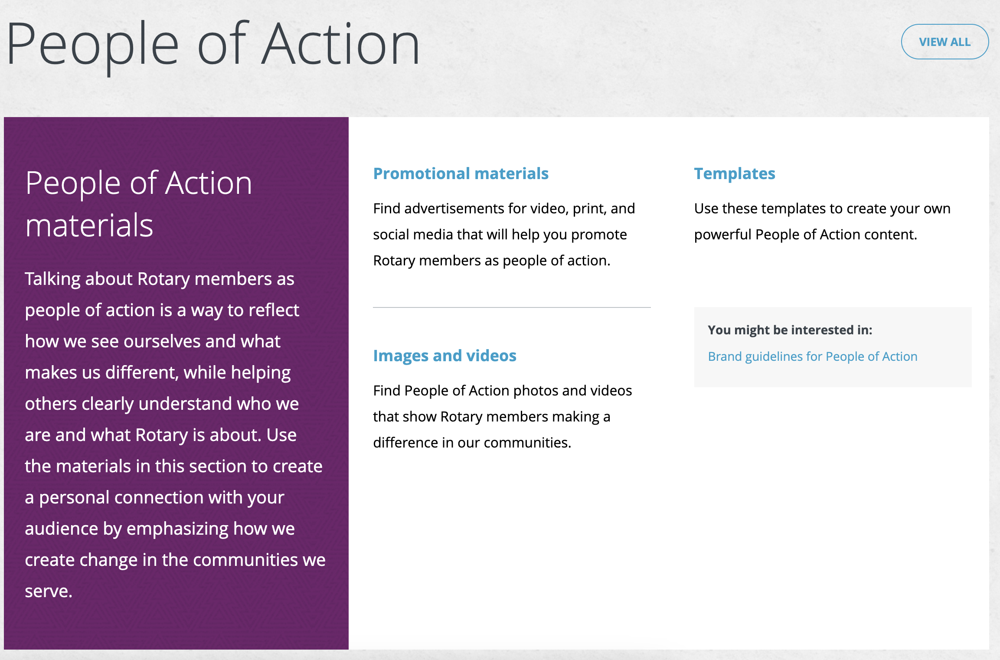 People of Action
VIEW ALL
People of Action
materials
Talking about Rotary members as
people of action is a way to reflect
how we see ourselves and what
makes us different, while helping
others clearly understand who we
are and what Rotary is about. Use
the materials in this section to create
a personal connection with your
audience by emphasizing how we
create change in the communities we
serve.
Promotional materials
Find advertisements for video, print, and
social media that will help you promote
Rotary members as people of action.
Templates
Use these templates to create your own
powerful People of Action content.
Images and videos
Find People of Action photos and videos
that show Rotary members making a
difference in our communities.
You might be interested in:
Brand guidelines for People of Action